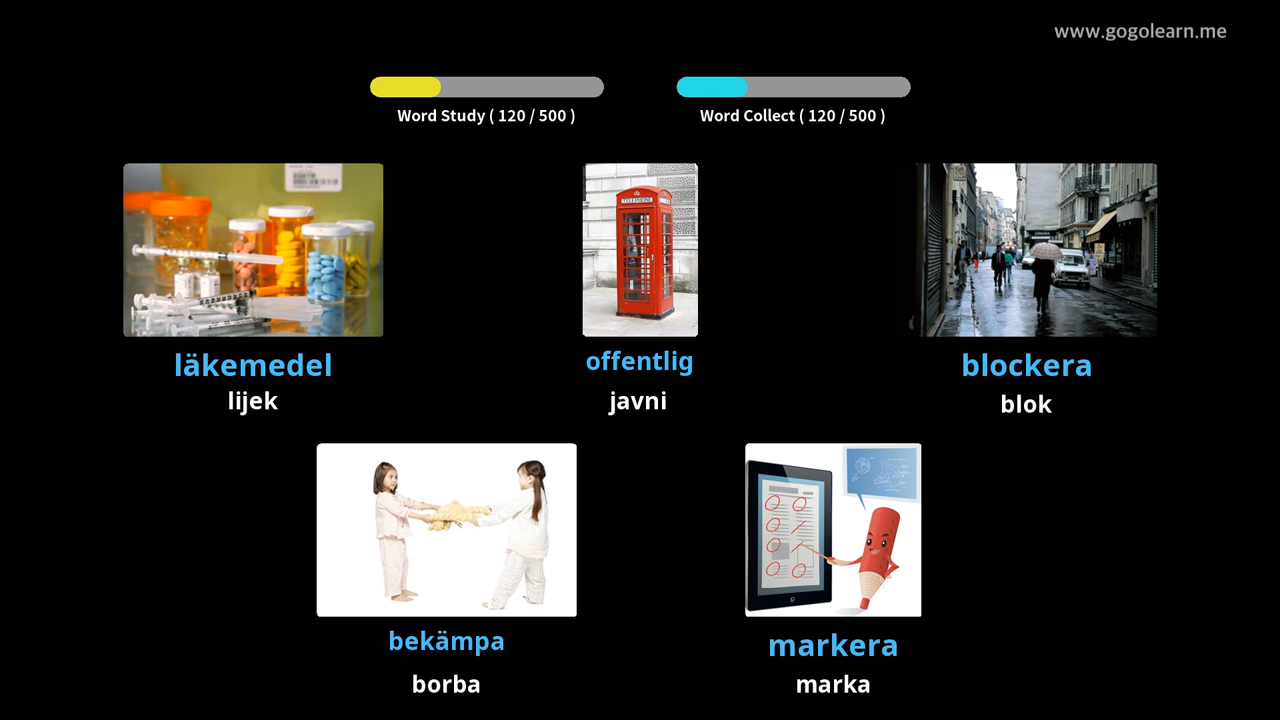 www.gogolearn.me
Word Study ( 120 / 500 )
Word Collect ( 120 / 500 )
TELEPHONE
läkemedel
lijek
offentlig
javni
blockera
blok
bekämpa
borba
markera
marka